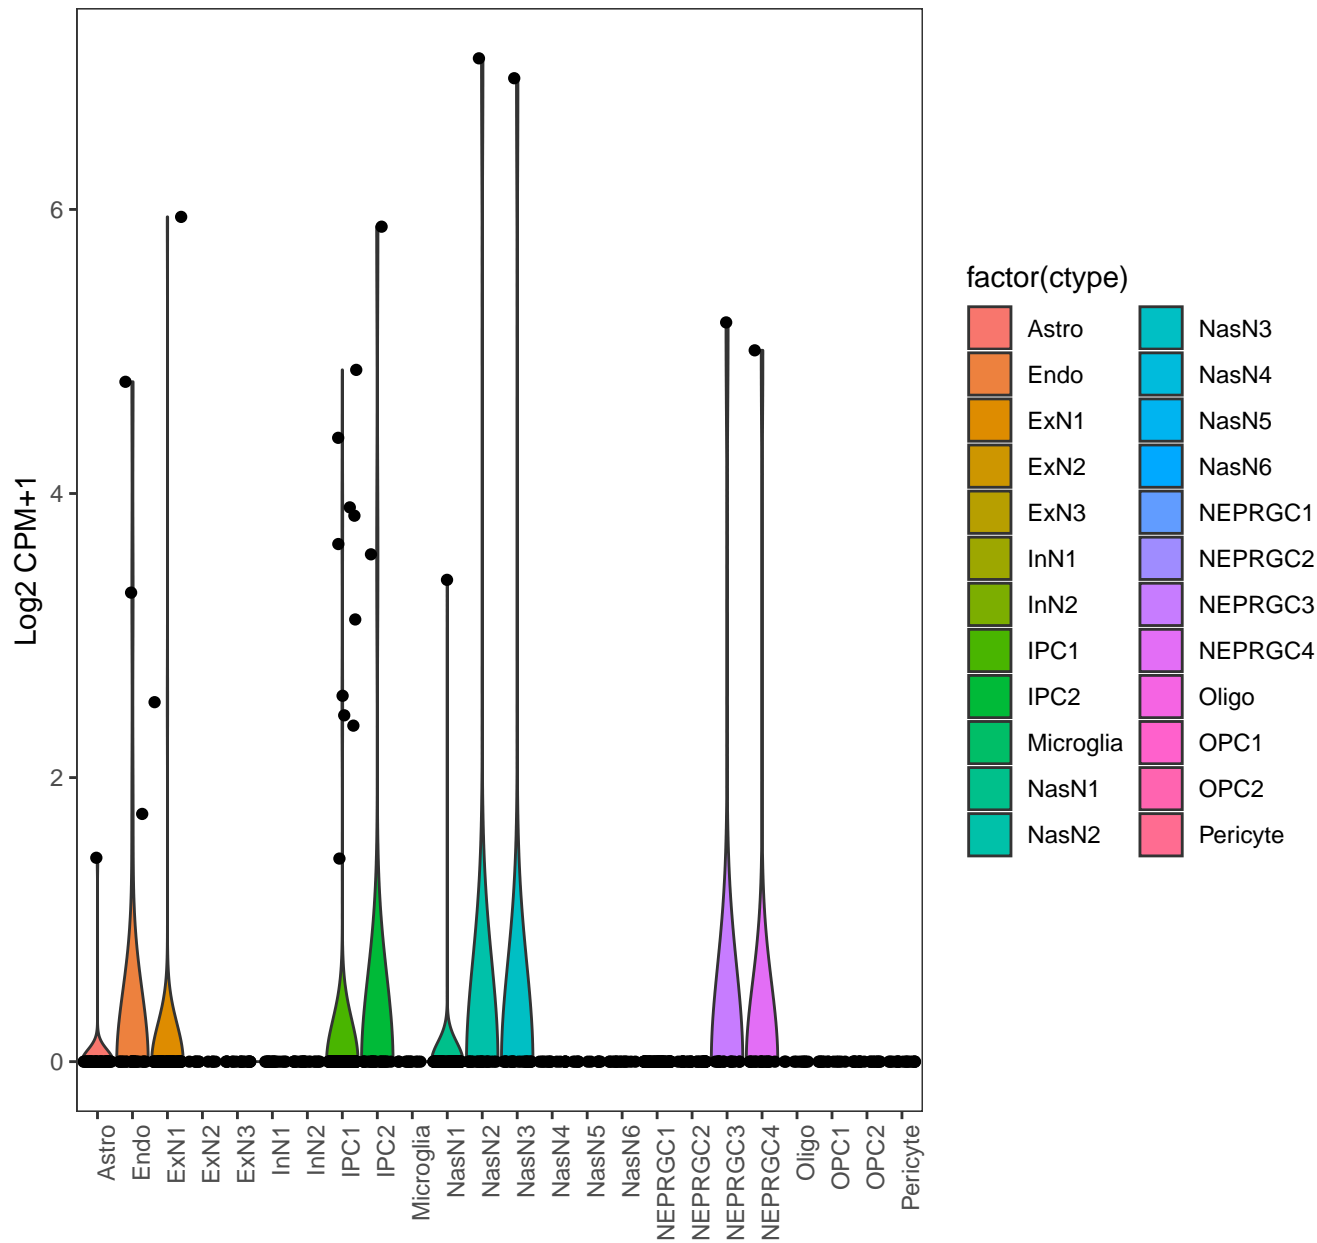 Log2 CPM+1
6
4
2
0
Astro
Endo
ExN1
ExN2
ExN3
InN1
InN2
IPC1
IPC2
Microglia
NasN1
NasN2
NasN3
NasN4
NasN5
NasN6
NEPRGC1
NEPRGC2
NEPRGC3
NEPRGC4
Oligo
OPC1
OPC2
Pericyte
factor(ctype)
Astro
Endo
ExN1
ExN2
ExN3
InN1
InN2
IPC1
IPC2
Microglia
NasN1
NasN2
NasN3
NasN4
NasN5
NasN6
NEPRGC1
NEPRGC2
NEPRGC3
NEPRGC4
Oligo
OPC1
OPC2
Pericyte